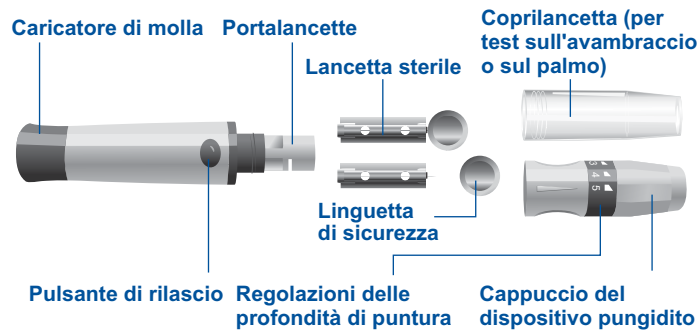 Caricatore di molla
Portalancette
Lancetta sterile
Coprilancetta (per
test sull'avambraccio
o sul palmo)
3 4 5
Linguetta
di sicurezza
Pulsante di rilascio
Regolazioni delle
profondità di puntura
Cappuccio del
dispositivo pungidito